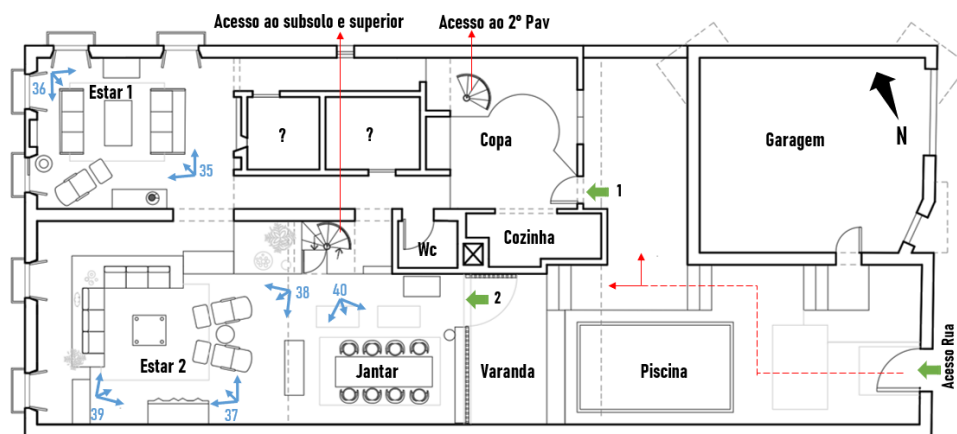 Acesso ao subsolo e superior
Acesso ao 2º Pav
36
Estar 1
35
?
?
Copa
Garagem
N
1
Wc
Cozinha
38
40
2
Estar 2
Jantar
Varanda
Piscina
Acesso Rua
39
37